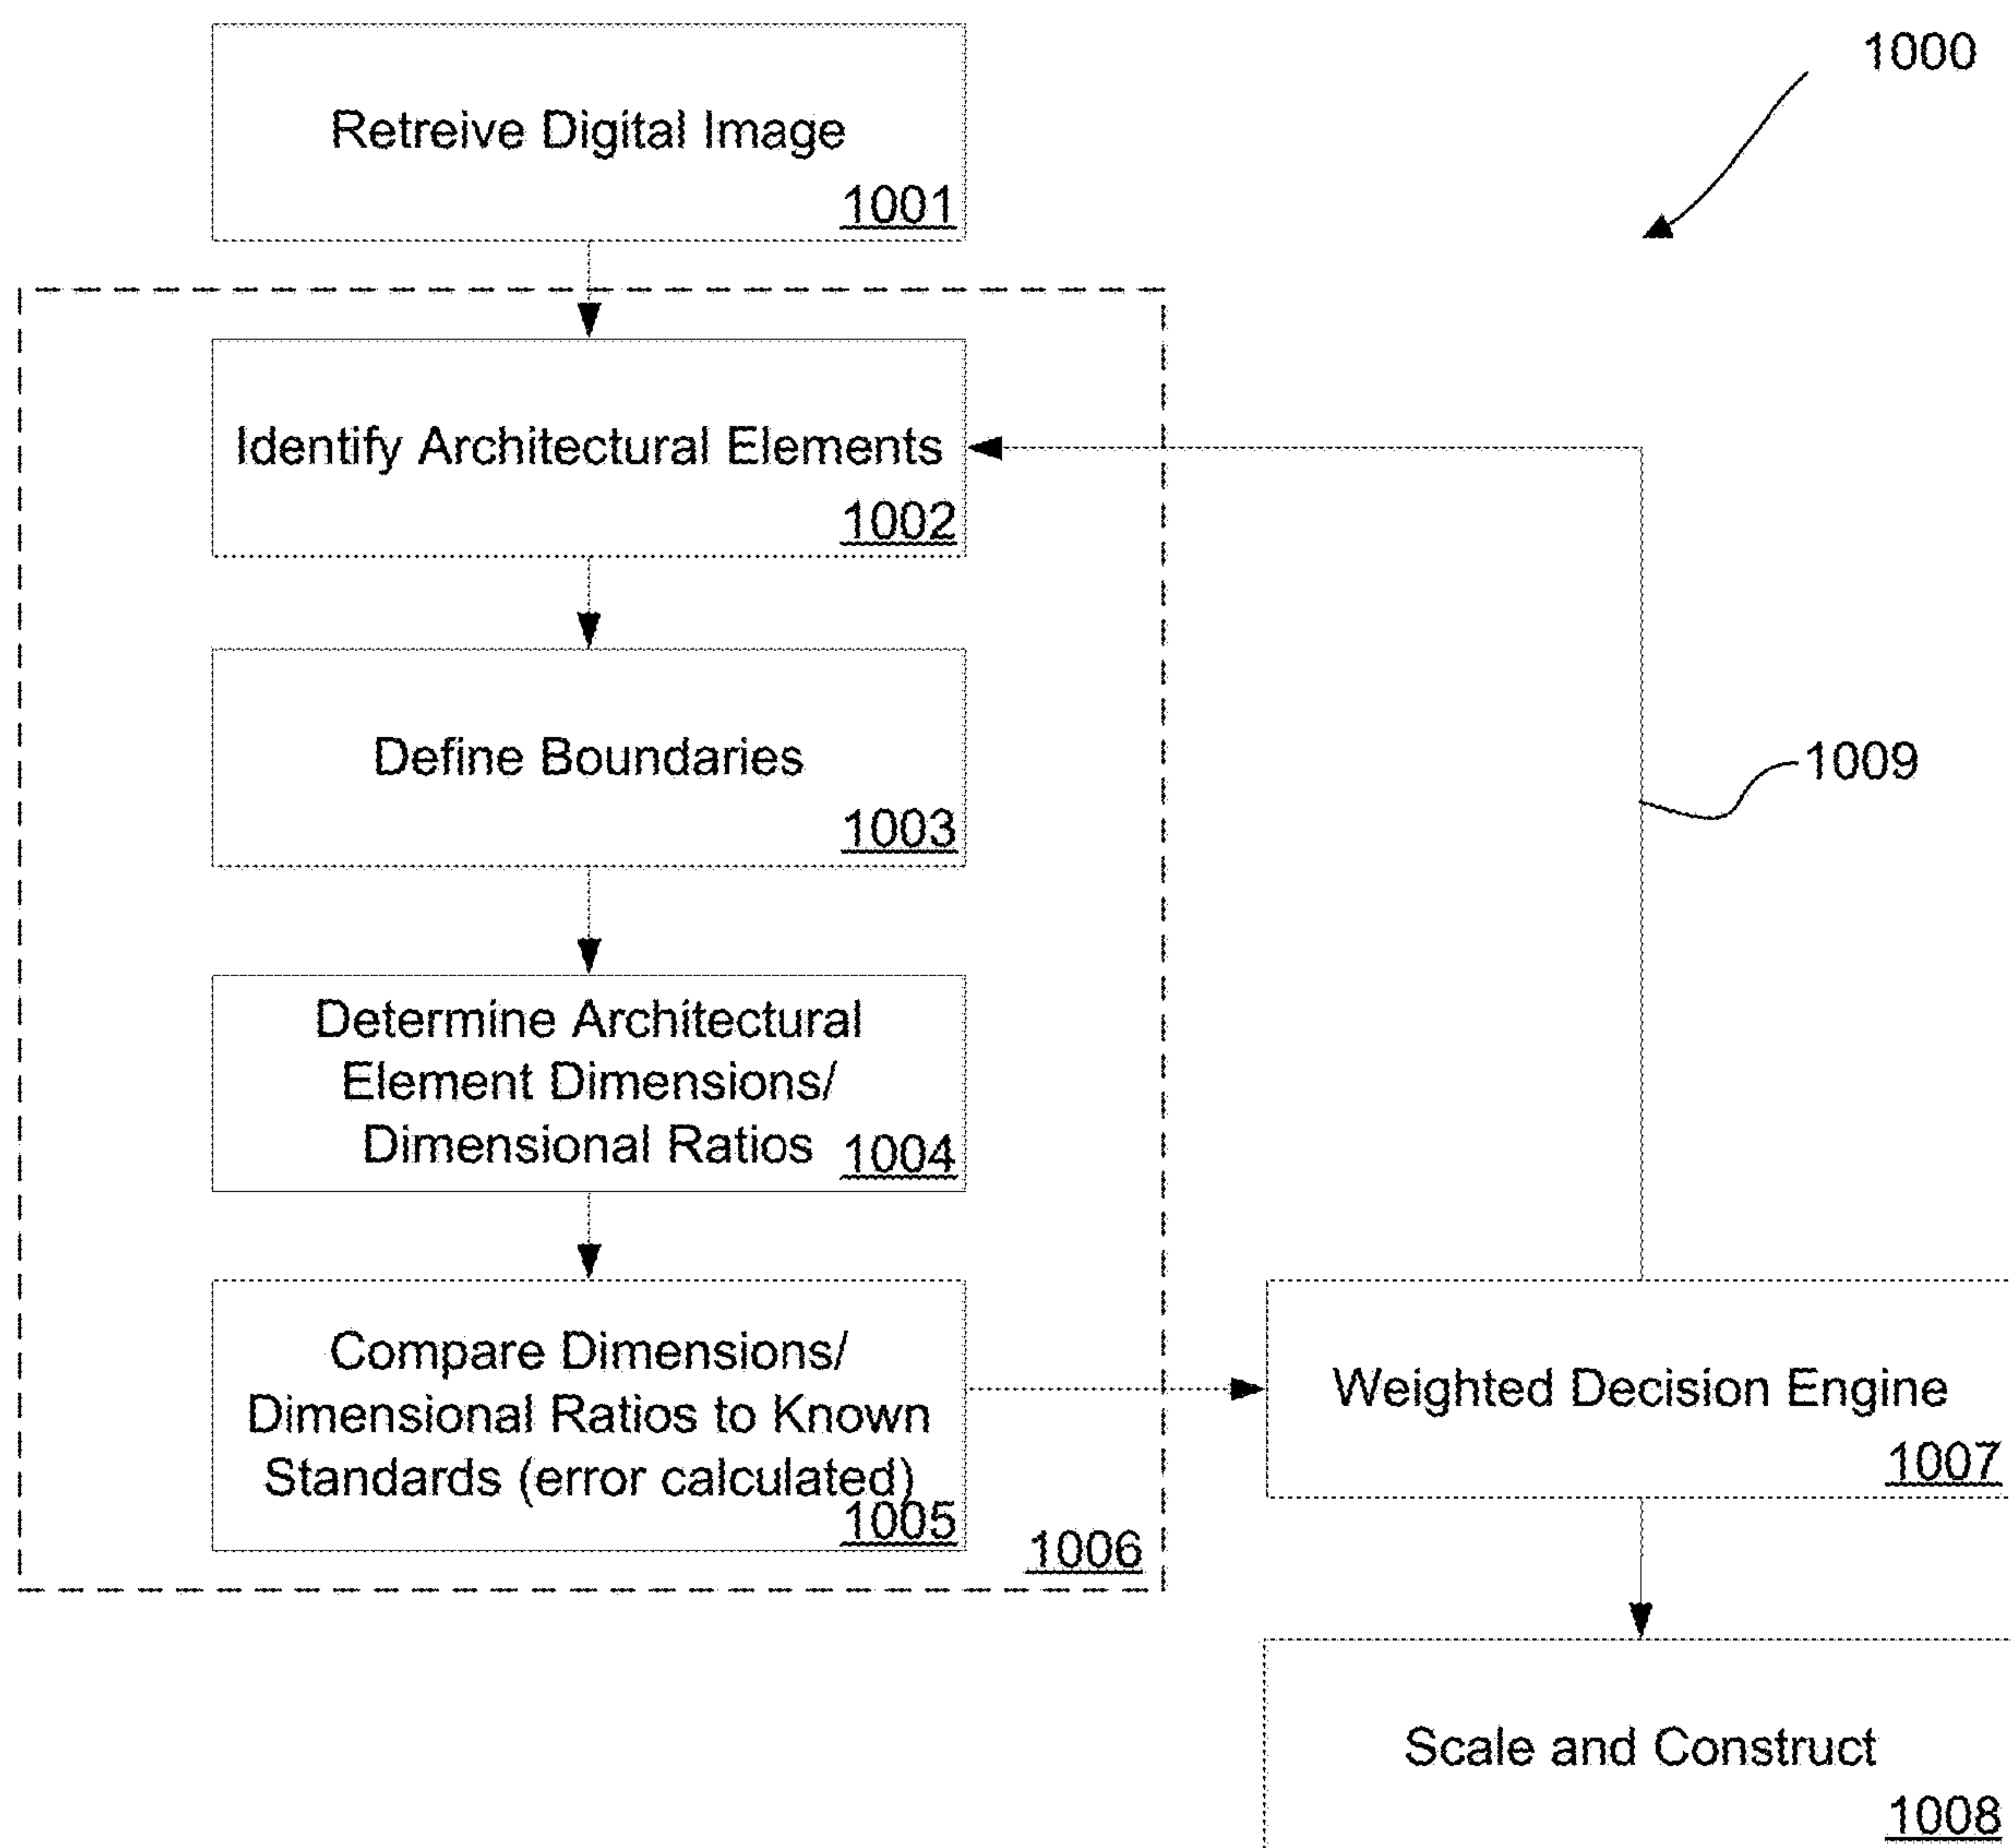 1000
Retreive Digital Image
1001
Identify Architectural Elements
1002
Define Boundaries
1003
1009
Determine Architectural
Element Dimensions/
Dimensional Ratios 1004
Compare Dimensions/
Dimensional Ratios to Known
Standards (error calculated)
1005
1006
Weighted Decision Engine
1007
Scale and Construct
1008